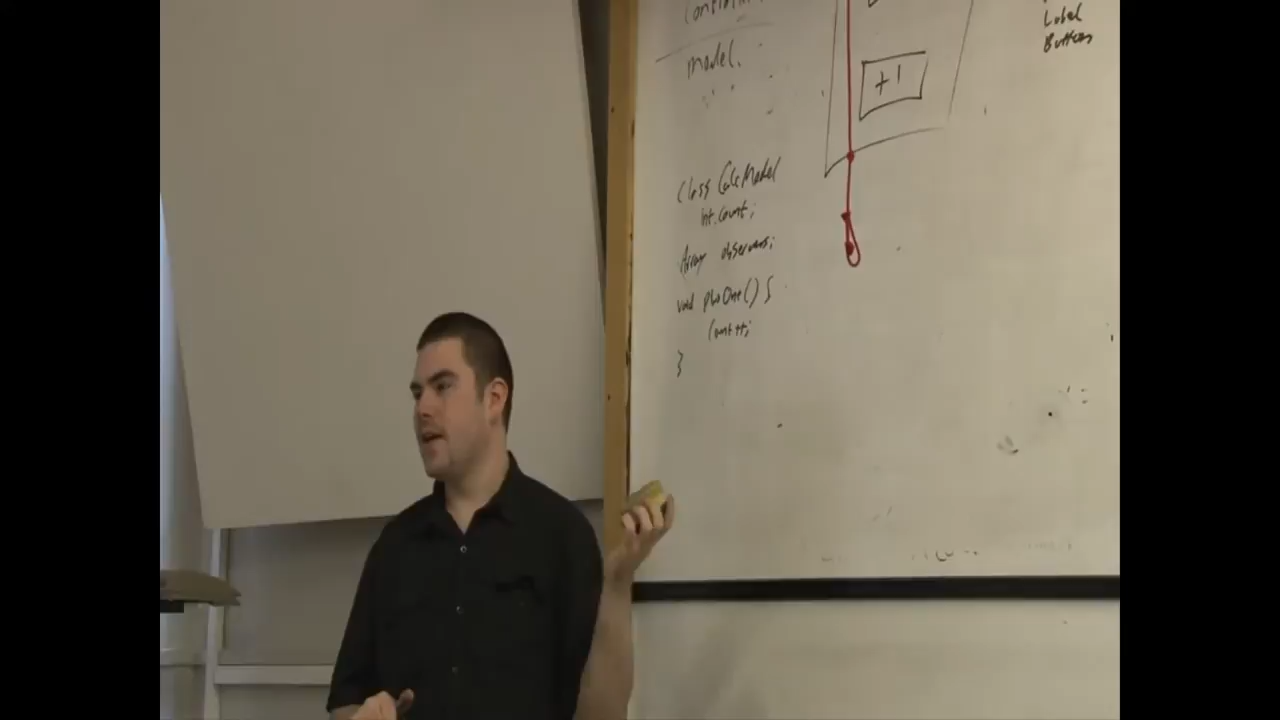 model.
class CalcModel
int count;
Array observers;
void plusOne() {
count++;
}
+1
Label
Buttons